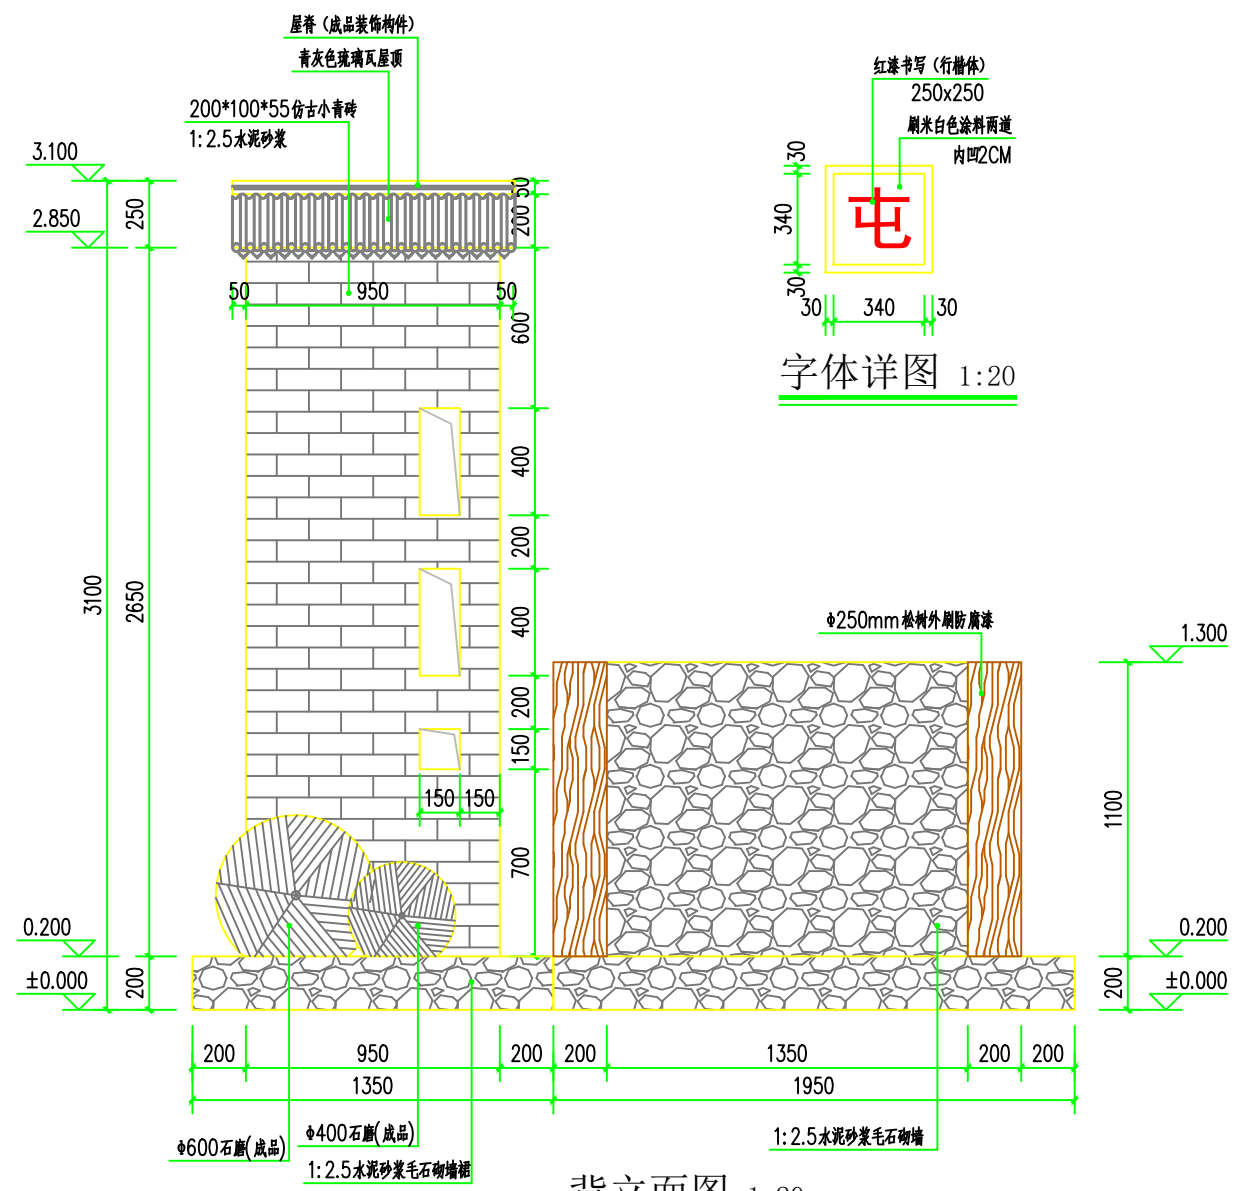 屋脊（成品装饰构件）
青灰色琉璃瓦屋顶
200*100*55仿古小青砖
1:2.5水泥砂浆
3.100
2.850
250
50
200
50
950
50
600
400
200
400
200
150
150
150
700
3100
2650
0.200
±0.000
200
红漆书写（行楷体）
250x250
刷米白色涂料两道
内凹2CM
30
340
30
屯
30
340
30
字体详图 1:20
Φ250mm松树外刷防腐漆
1.300
1100
0.200
±0.000
200
200
950
200
200
1350
200
200
1350
1950
Φ600石磨(成品)
Φ400石磨(成品)
1:2.5水泥砂浆毛石砌墙裙
1:2.5水泥砂浆毛石砌墙
背立面图